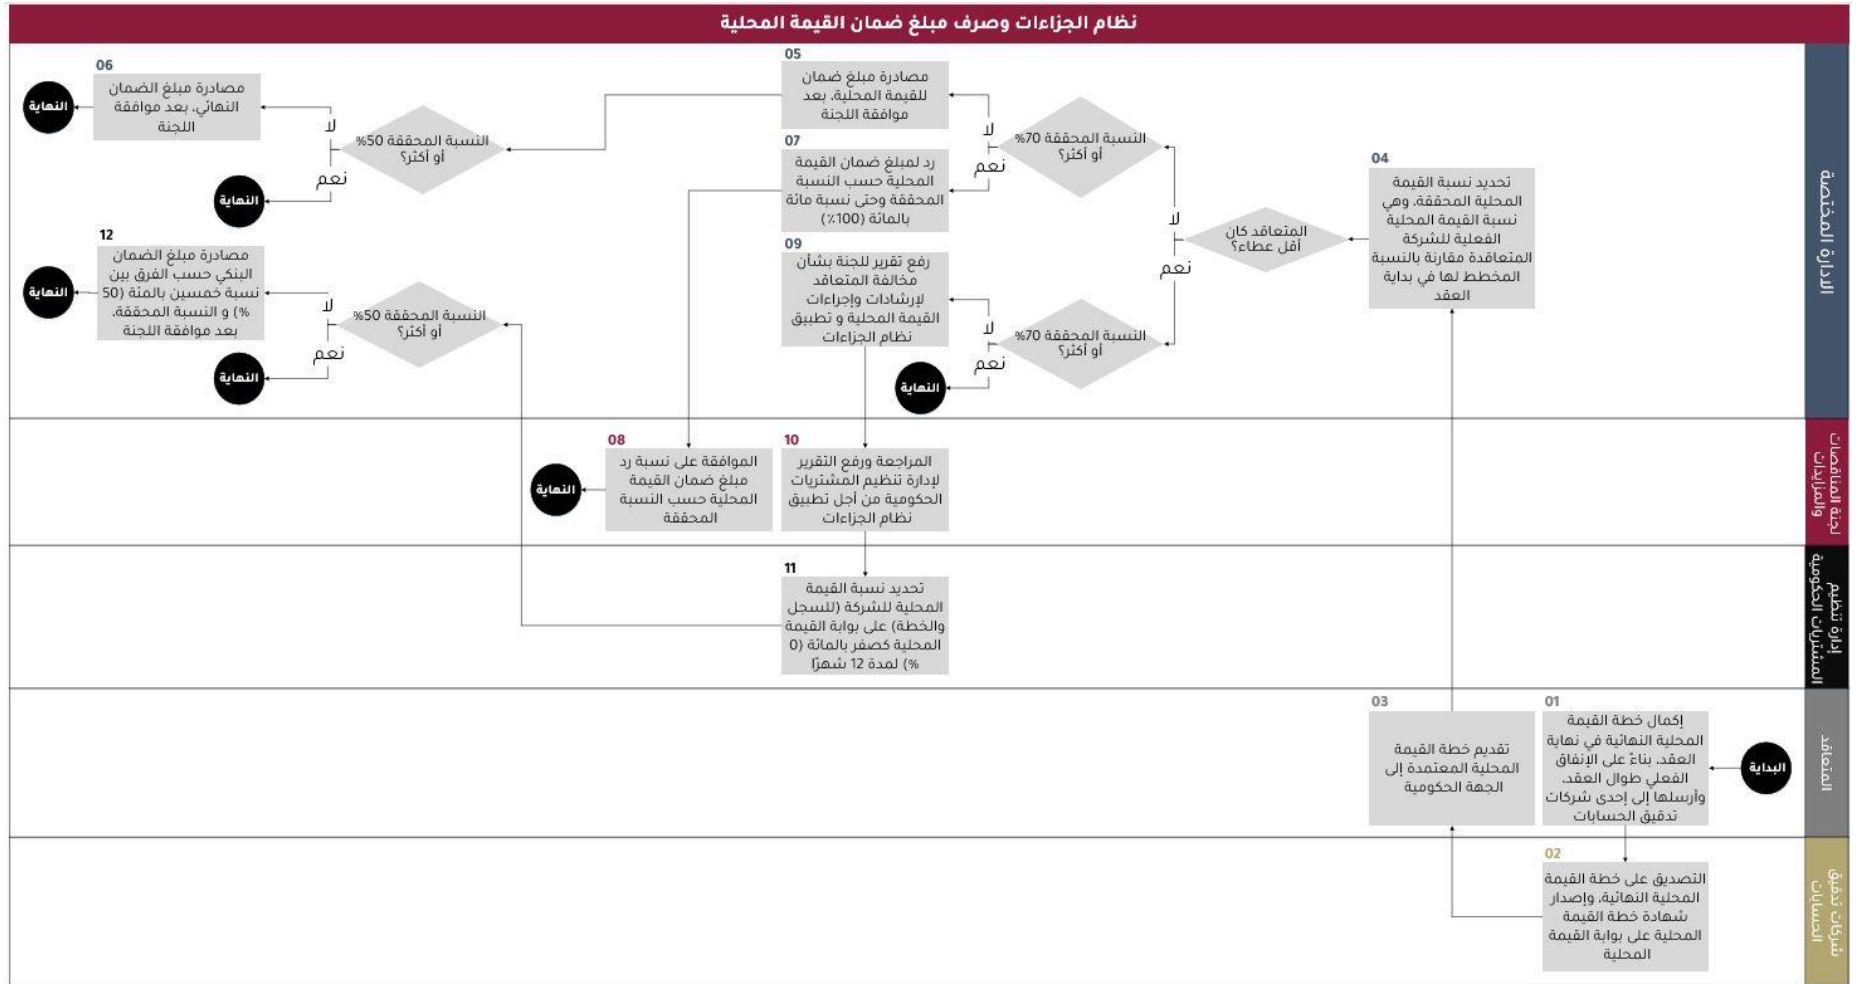 نظام الجزاءات وصرف مبلغ ضمان القيمة المحلية
الادارة المختصة
04
تحديد نسبة القيمة
المحلية المحققة، وهي
نسبة القيمة المحلية
الفعلية للشركة
المتعاقدة مقارنة بالنسبة
المخطط لها في بداية
العقد
المتعاقد كان
أقل عطاء؟
لا
نعم
النسبة المحققة 70%
أو أكثر؟
لا
نعم
05
مصادرة مبلغ ضمان
للقيمة المحلية، بعد
موافقة اللجنة
07
رد لمبلغ ضمان القيمة
المحلية حسب النسبة
المحققة وحتى نسبة مائة
بالمائة (100٪)
النسبة المحققة 50%
أو أكثر؟
لا
نعم
06
مصادرة مبلغ الضمان
النهائي، بعد موافقة
اللجنة
النهاية
النهاية
النسبة المحققة 70%
أو أكثر؟
لا
نعم
09
رفع تقرير للجنة بشأن
مخالفة المتعاقد
لإرشادات وإجراءات
القيمة المحلية و تطبيق
نظام الجزاءات
النهاية
النسبة المحققة 50%
أو أكثر؟
لا
نعم
12
مصادرة مبلغ الضمان
البنكي حسب الفرق بين
نسبة خمسين بالمئة (50
%) و النسبة المحققة،
بعد موافقة اللجنة
النهاية
النهاية
لجنة المناقصات
والمزايدات
10
المراجعة ورفع التقرير
لإدارة تنظيم المشتريات
الحكومية من أجل تطبيق
نظام الجزاءات
08
الموافقة على نسبة رد
مبلغ ضمان القيمة
المحلية حسب النسبة
المحققة
النهاية
إدارة تنظيم
المشتريات الحكومية
11
تحديد نسبة القيمة
المحلية للشركة (للسجل
والخطة) على بوابة القيمة
المحلية كصفر بالمائة (0
%) لمدة 12 شهرًا
المتعاقد
البداية
01
إكمال خطة القيمة
المحلية النهائية في نهاية
العقد، بناءً على الإنفاق
الفعلي طوال العقد،
وأرسلها إلى إحدى شركات
تدقيق الحسابات
03
تقديم خطة القيمة
المحلية المعتمدة إلى
الجهة الحكومية
شركات تدقيق
الحسابات
02
التصديق على خطة القيمة
المحلية النهائية، وإصدار
شهادة خطة القيمة
المحلية على بوابة القيمة
المحلية